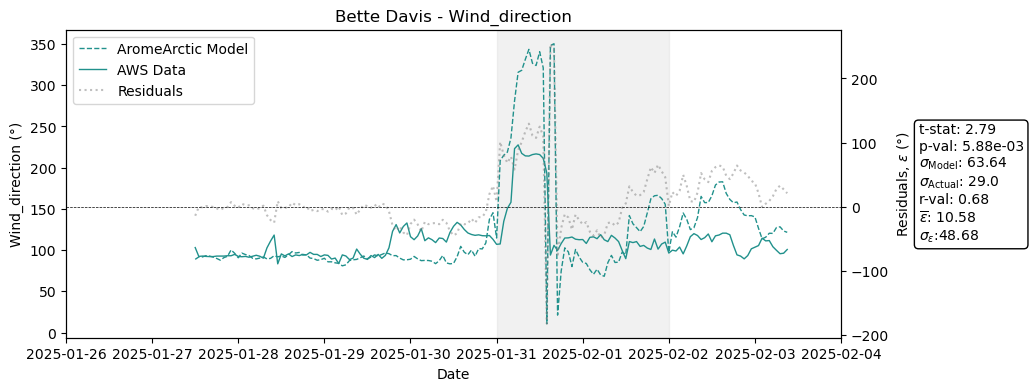 Bette Davis - Wind_direction
AromeArctic Model
AWS Data
Residuals
Wind_direction (°)
350
300
250
200
150
100
50
0
200
100
0
−100
−200
Residuals, ε (°)
t-stat: 2.79
p-val: 5.88e-03
σModel: 63.64
σActual: 29.0
r-val: 0.68
ε̅: 10.58
σε:48.68
2025-01-26
2025-01-27
2025-01-28
2025-01-29
2025-01-30
2025-01-31
2025-02-01
2025-02-02
2025-02-03
2025-02-04
Date